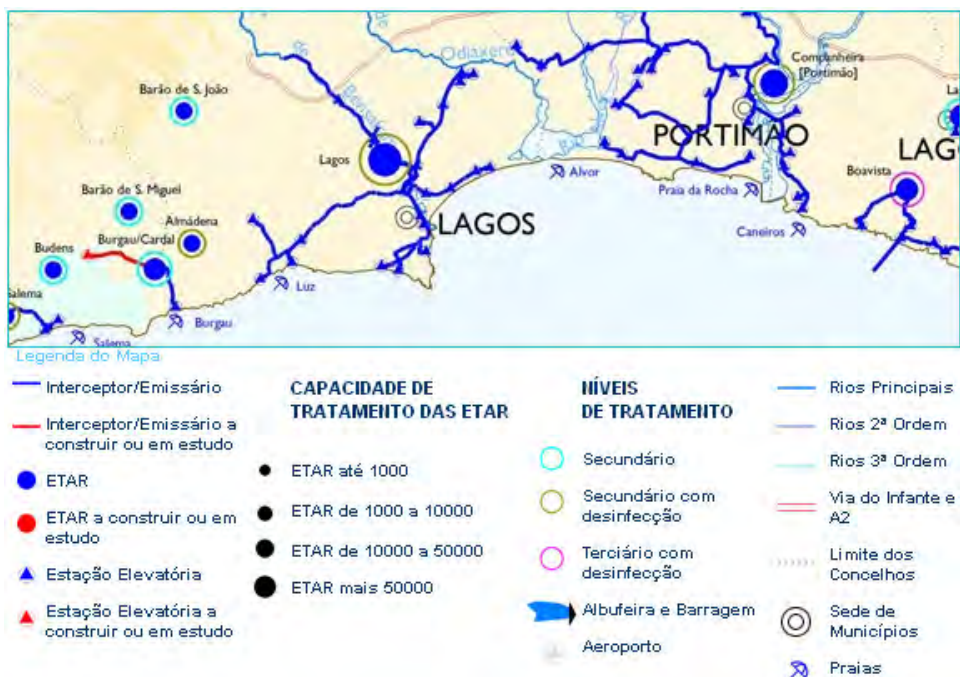 Odiaxere
Companheira
[Portimão]
Barão de S. João
La
Bensafrim
PORTIMAO
LAGO
Lagos
Alvor
Praia da Rocha
Boavista
Barão de S. Miguel
Almádena
LAGOS
Caneiros
Budens
Burgau/Cardal
Luz
Salema
Burgau
Salema
Legenda do Mapa
Interceptor/Emissário
Interceptor/Emissário a
construir ou em estudo
ETAR
ETAR a construir ou em
estudo
Estação Elevatória
Estação Elevatória a
construir ou em estudo
CAPACIDADE DE
TRATAMENTO DAS ETAR
ETAR até 1000
ETAR de 1000 a 10000
ETAR de 10000 a 50000
ETAR mais 50000
NÍVEIS
DE TRATAMENTO
Secundário
Secundário com
desinfecção
Terciário com
desinfecção
Albufeira e Barragem
Aeroporto
Rios Principais
Rios 2ª Ordem
Rios 3ª Ordem
Via do Infante e
A2
Limite dos
Concelhos
Sede de
Municípios
Praias